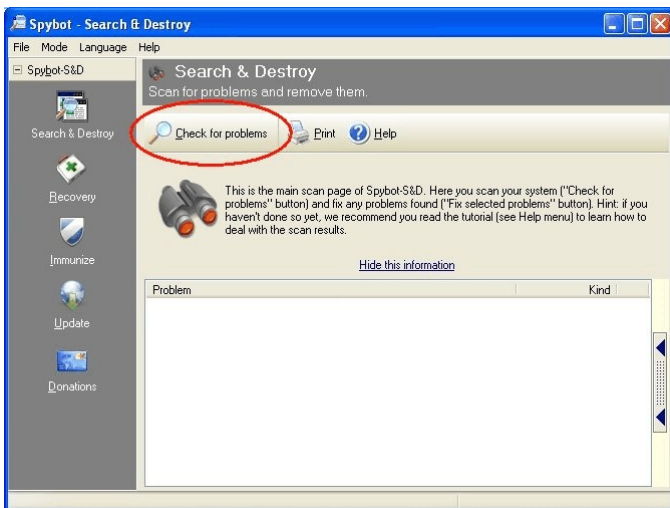 Spybot - Search & Destroy
File Mode Language Help
Spybot-S&D
Search & Destroy
Recovery
Immunize
Update
Donations
Search & Destroy
Scan for problems and remove them.
Check for problems Print Help
This is the main scan page of Spybot-S&D. Here you scan your system ("Check for
problems" button) and fix any problems found ("Fix selected problems" button). Hint: if you
haven't done so yet, we recommend you read the tutorial (see Help menu) to learn how to
deal with the scan results.
Hide this information
Problem Kind